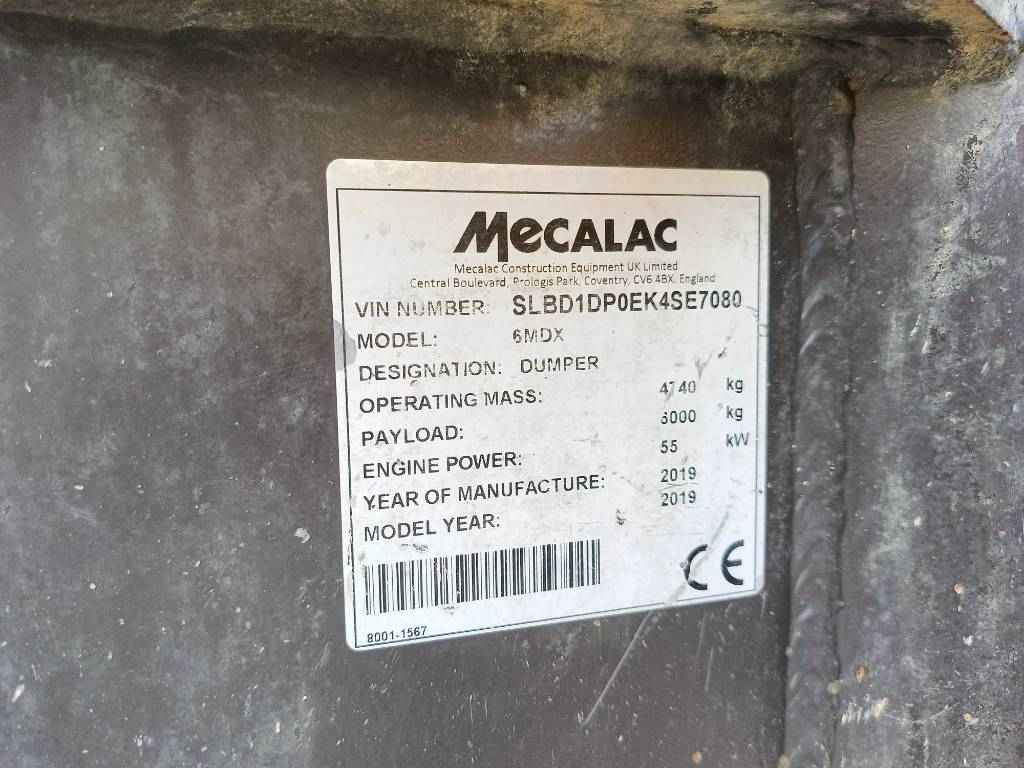 MECALAC
Mecalac Construction Equipment UK Limited
Central Boulevard, Prologis Park, Coventry, CV6 4BX, England
VIN NUMBER: SLBD1DP0EK4SE7080
MODEL: 6MDX
DESIGNATION: DUMPER
OPERATING MASS: 4740 kg
PAYLOAD: 6000 kg
ENGINE POWER: 55 kW
YEAR OF MANUFACTURE: 2019
MODEL YEAR: 2019
CE
8001-1567